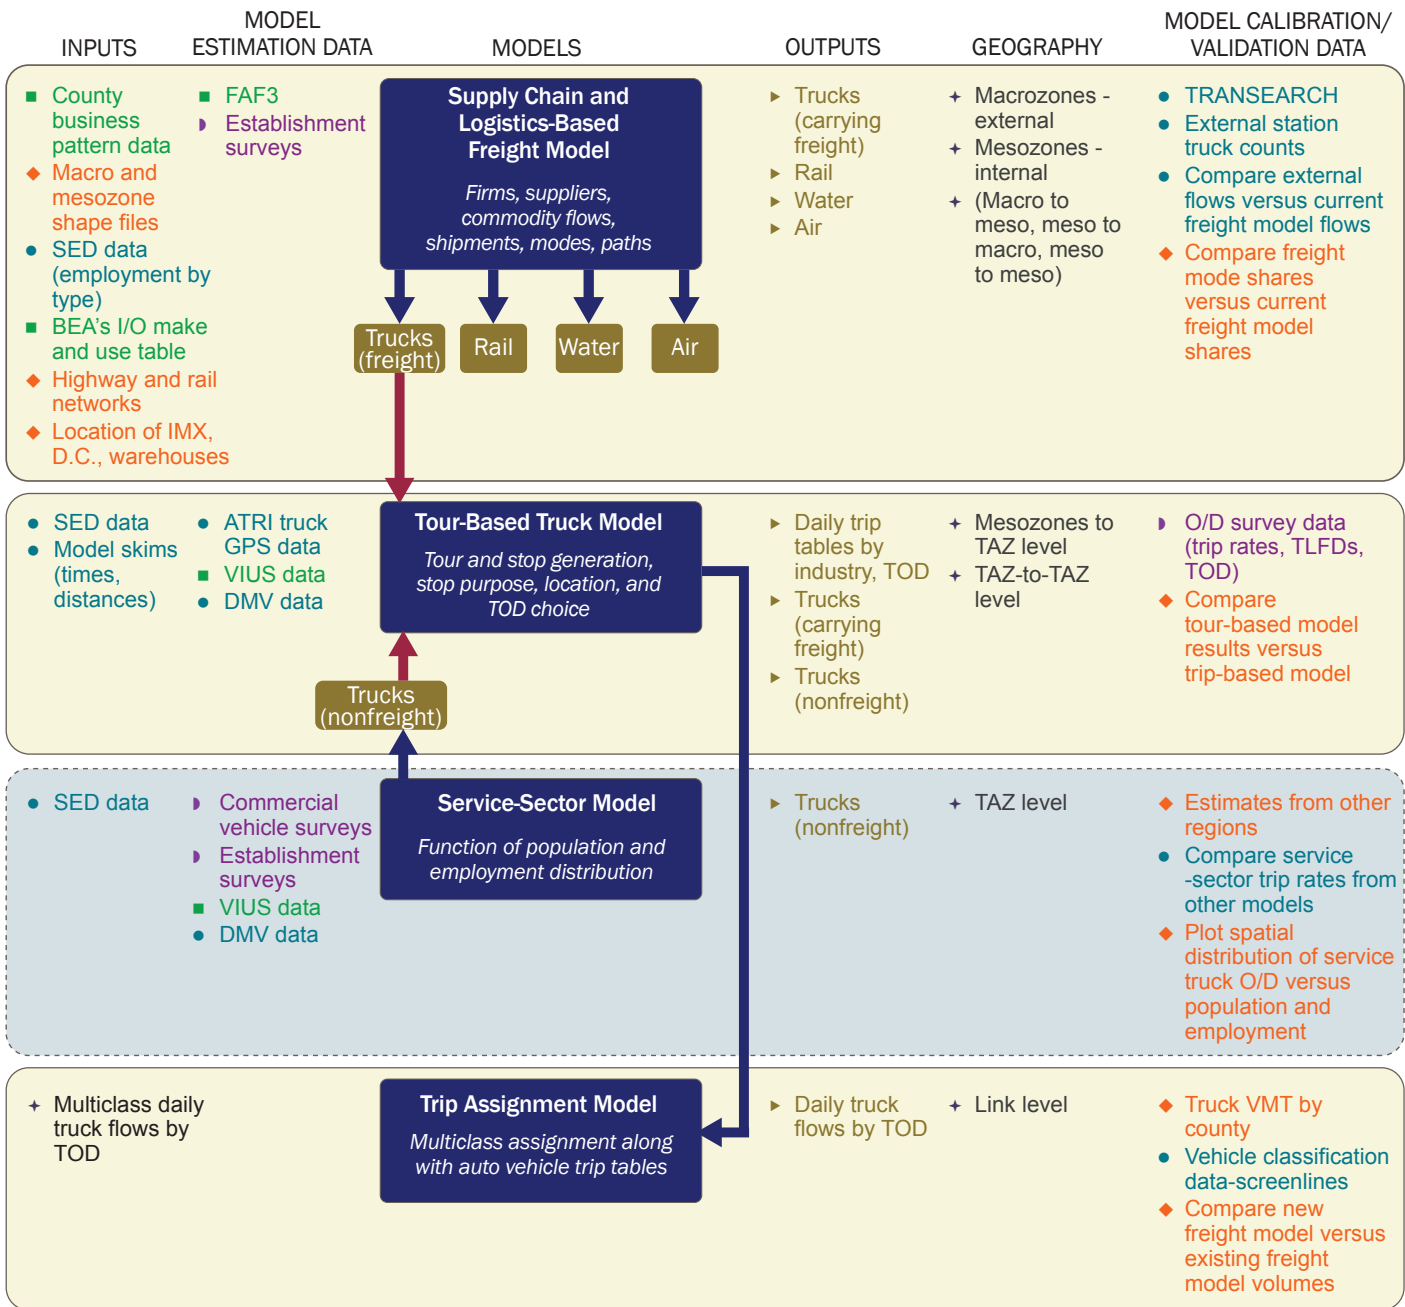 INPUTS
MODEL
ESTIMATION DATA
MODELS
OUTPUTS
GEOGRAPHY
MODEL CALIBRATION/
VALIDATION DATA
County
business
pattern data
Macro and
mesozone
shape files
SED data
(employment by
type)
BEA's I/O make
and use table
Highway and rail
networks
Location of IMX,
D.C., warehouses
FAF3
Establishment
surveys
Supply Chain and
Logistics-Based
Freight Model
Firms, suppliers,
commodity flows,
shipments, modes, paths
Trucks
(freight)
Rail
Water
Air
Trucks
(carrying
freight)
Rail
Water
Air
Macrozones -
external
Mesozones -
internal
(Macro to
meso, meso to
macro, meso
to meso)
TRANSEARCH
External station
truck counts
Compare external
flows versus current
freight model flows
Compare freight
mode shares
versus current
freight model
shares
SED data
Model skims
(times,
distances)
ATRI truck
GPS data
VIUS data
DMV data
Tour-Based Truck Model
Tour and stop generation,
stop purpose, location, and
TOD choice
Trucks
(nonfreight)
Daily trip
tables by
industry, TOD
Trucks
(carrying
freight)
Trucks
(nonfreight)
Mesozones to
TAZ level
TAZ-to-TAZ
level
O/D survey data
(trip rates, TLFDs,
TOD)
Compare
tour-based model
results versus
trip-based model
SED data
Commercial
vehicle surveys
Establishment
surveys
VIUS data
DMV data
Service-Sector Model
Function of population and
employment distribution
Trucks
(nonfreight)
TAZ level
Estimates from other
regions
Compare service
-sector trip rates from
other models
Plot spatial
distribution of service
truck O/D versus
population and
employment
Multiclass daily
truck flows by
TOD
Trip Assignment Model
Multiclass assignment along
with auto vehicle trip tables
Daily truck
flows by TOD
Link level
Truck VMT by
county
Vehicle classification
data-screenlines
Compare new
freight model versus
existing freight
model volumes